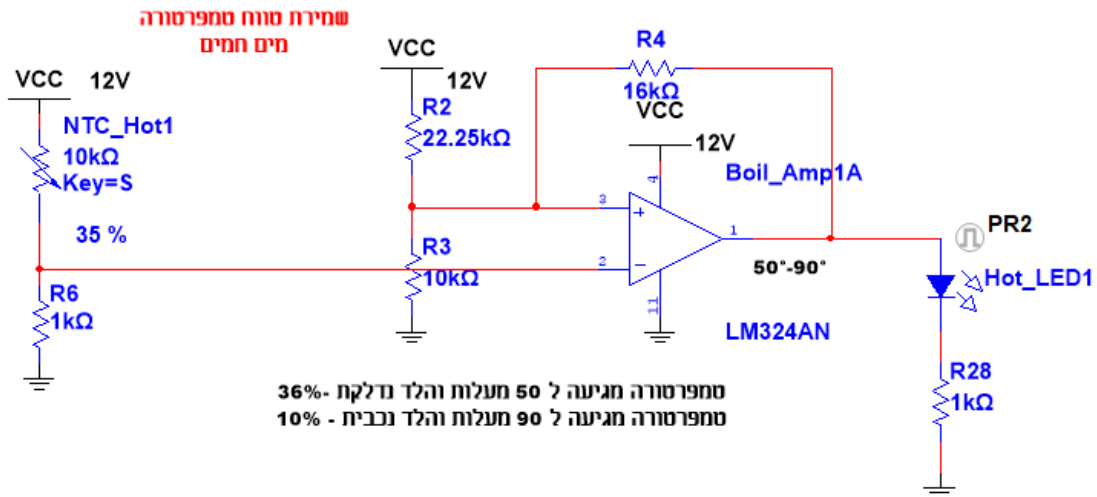 שמירת טווח טמפרטורה
מים חמים
VCC 12V
NTC_Hot1
10kΩ
Key=S
35 %
R6
1kΩ
VCC
12V
R2
22.25kΩ
R3
10kΩ
R4
16kΩ
VCC
12V
Boil_Amp1A
3
2
4
11
1
50°-90°
LM324AN
PR2
Hot_LED1
R28
1kΩ
טמפרטורה מגיעה ל 50 מעלות והלד נדלקת -36%
טמפרטורה מגיעה ל 90 מעלות והלד נכבית - 10%